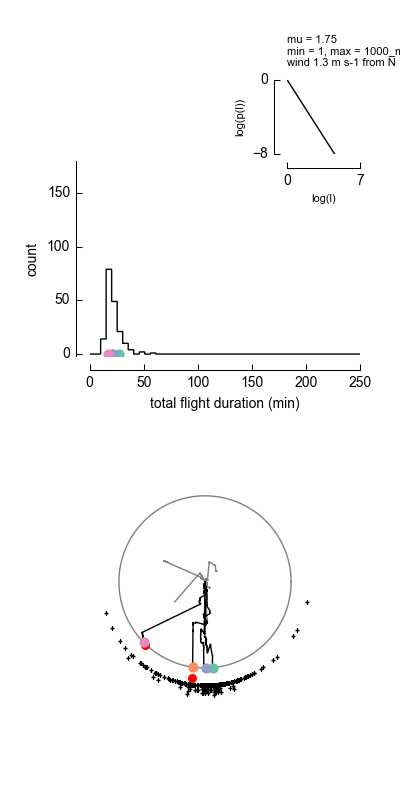 mu = 1.75
min = 1, max = 1000_m
wind 1.3 m s-1 from N
0
−8
log(p(l))
0 7
log(l)
150
100
50
0
count
0 50 100 150 200 250
total flight duration (min)